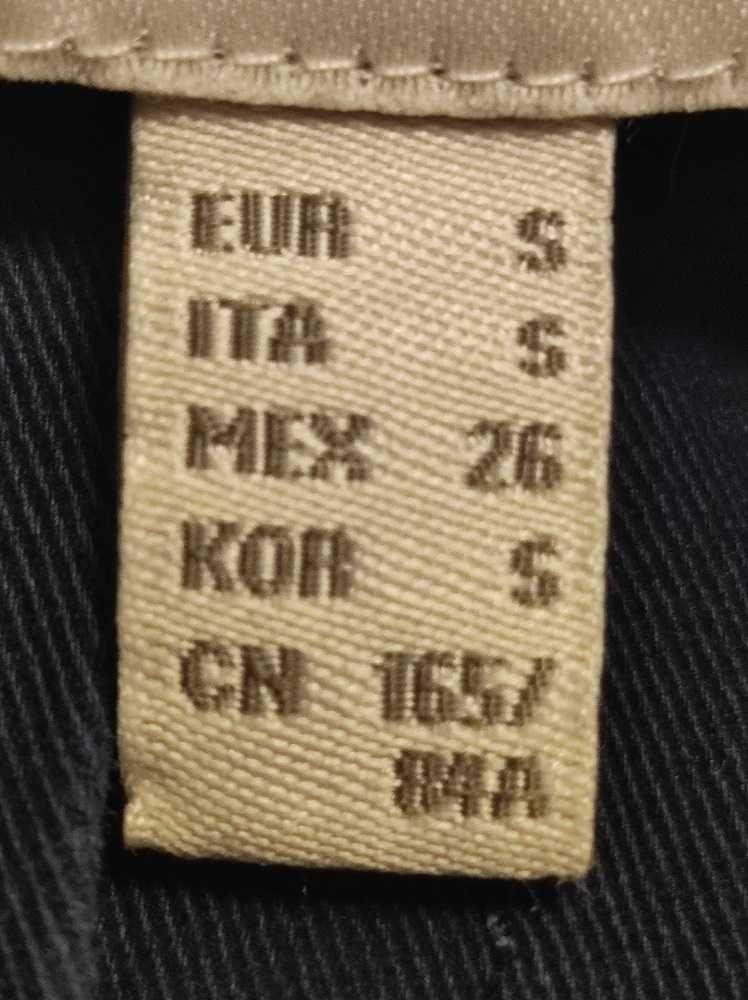 EUR S
ITA S
MEX 26
KOR S
CN 165/
84A